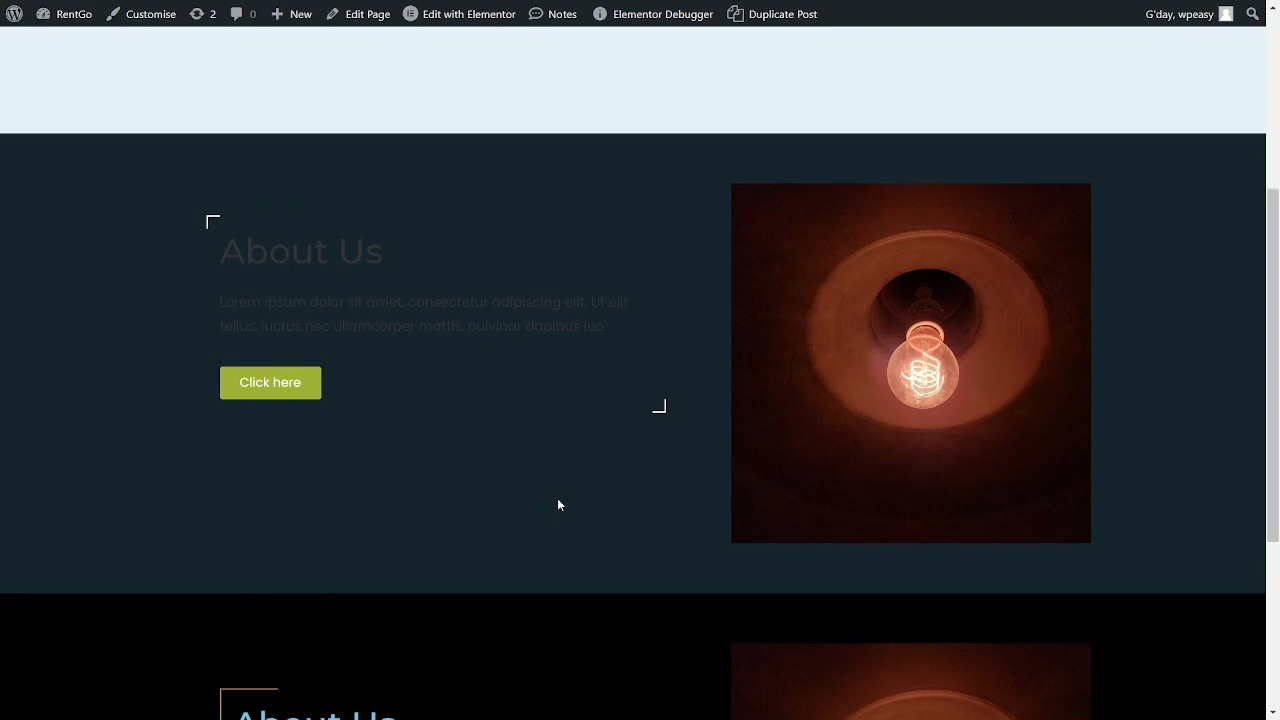 RentGo Customise 2 0 New Edit Page Edit with Elementor Notes Elementor Debugger Duplicate Post G'day, wpeasy
About Us
Lorem ipsum dolor sit amet, consectetur adipiscing elit. Ut elit
tellus, luctus nec ullamcorper mattis, pulvinar dapibus leo.
Click here
About Us